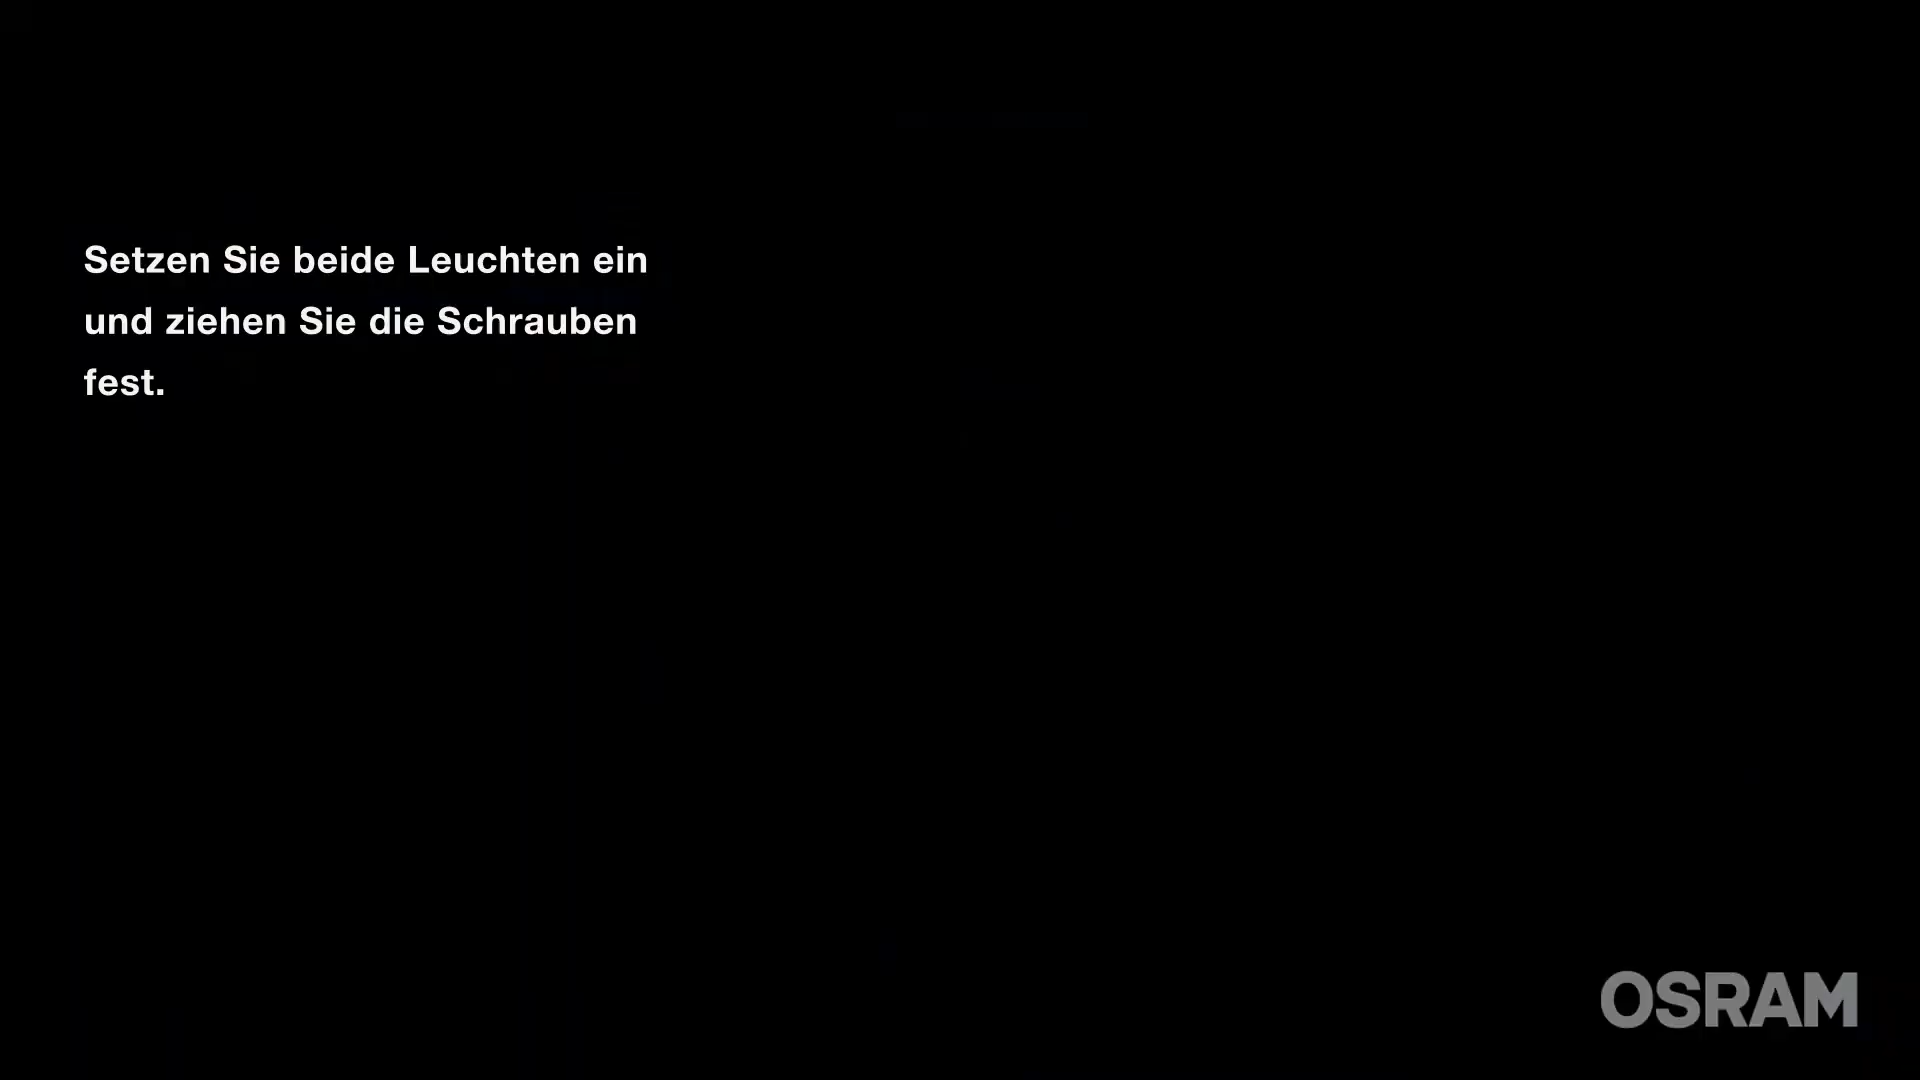 Setzen Sie beide Leuchten ein
und ziehen Sie die Schrauben
fest.
OSRAM